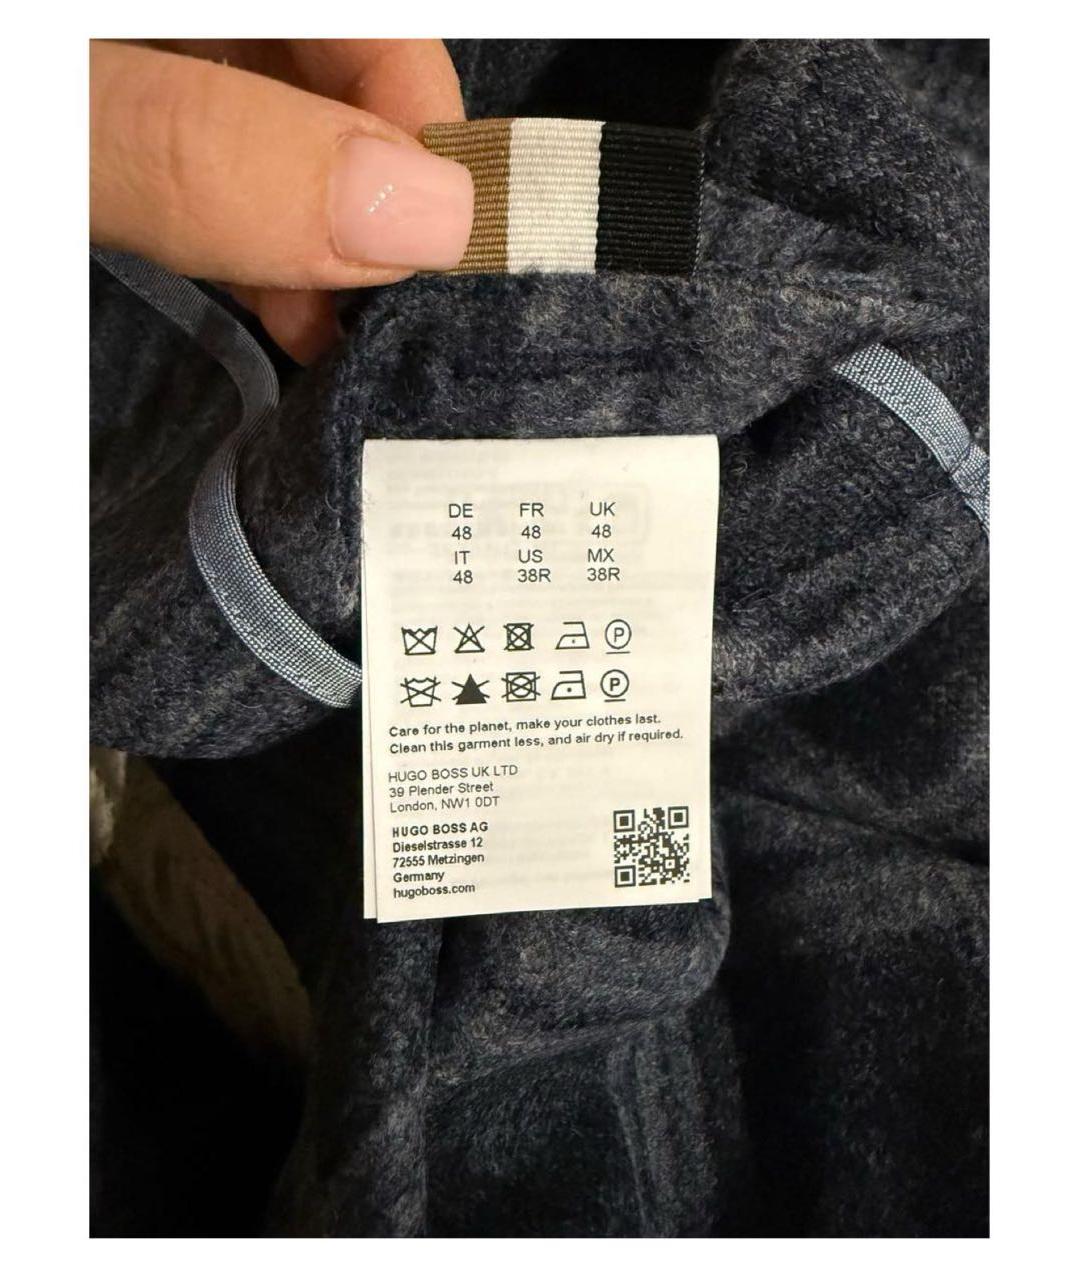 DE FR UK
48 48 48
IT US MX
48 38R 38R
P
P
Care for the planet, make your clothes last.
Clean this garment less, and air dry if required.
HUGO BOSS UK LTD
39 Plender Street
London, NW1 0DT
HUGO BOSS AG
Dieselstrasse 12
72555 Metzingen
Germany
hugoboss.com